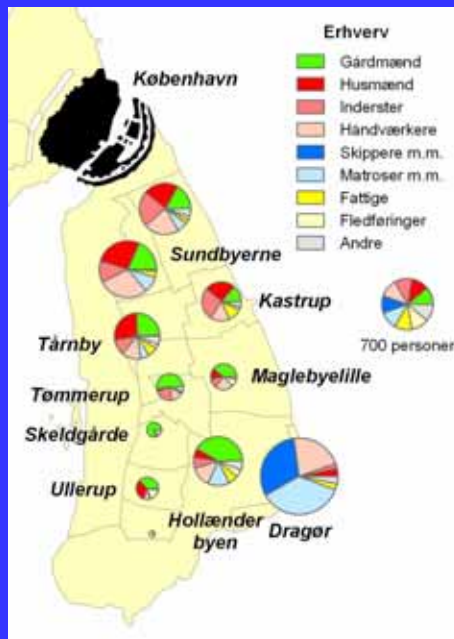 Erhverv
Gårdmænd
Husmænd
Inderster
Håndværkere
Skippere m.m.
Matroser m.m.
Fattige
Fledføringer
Andre
700 personer
København
Sundbyerne
Kastrup
Tårnby
Maglebyelille
Tømmerup
Skeldgårde
Ullerup
Hollænder
byen
Dragør